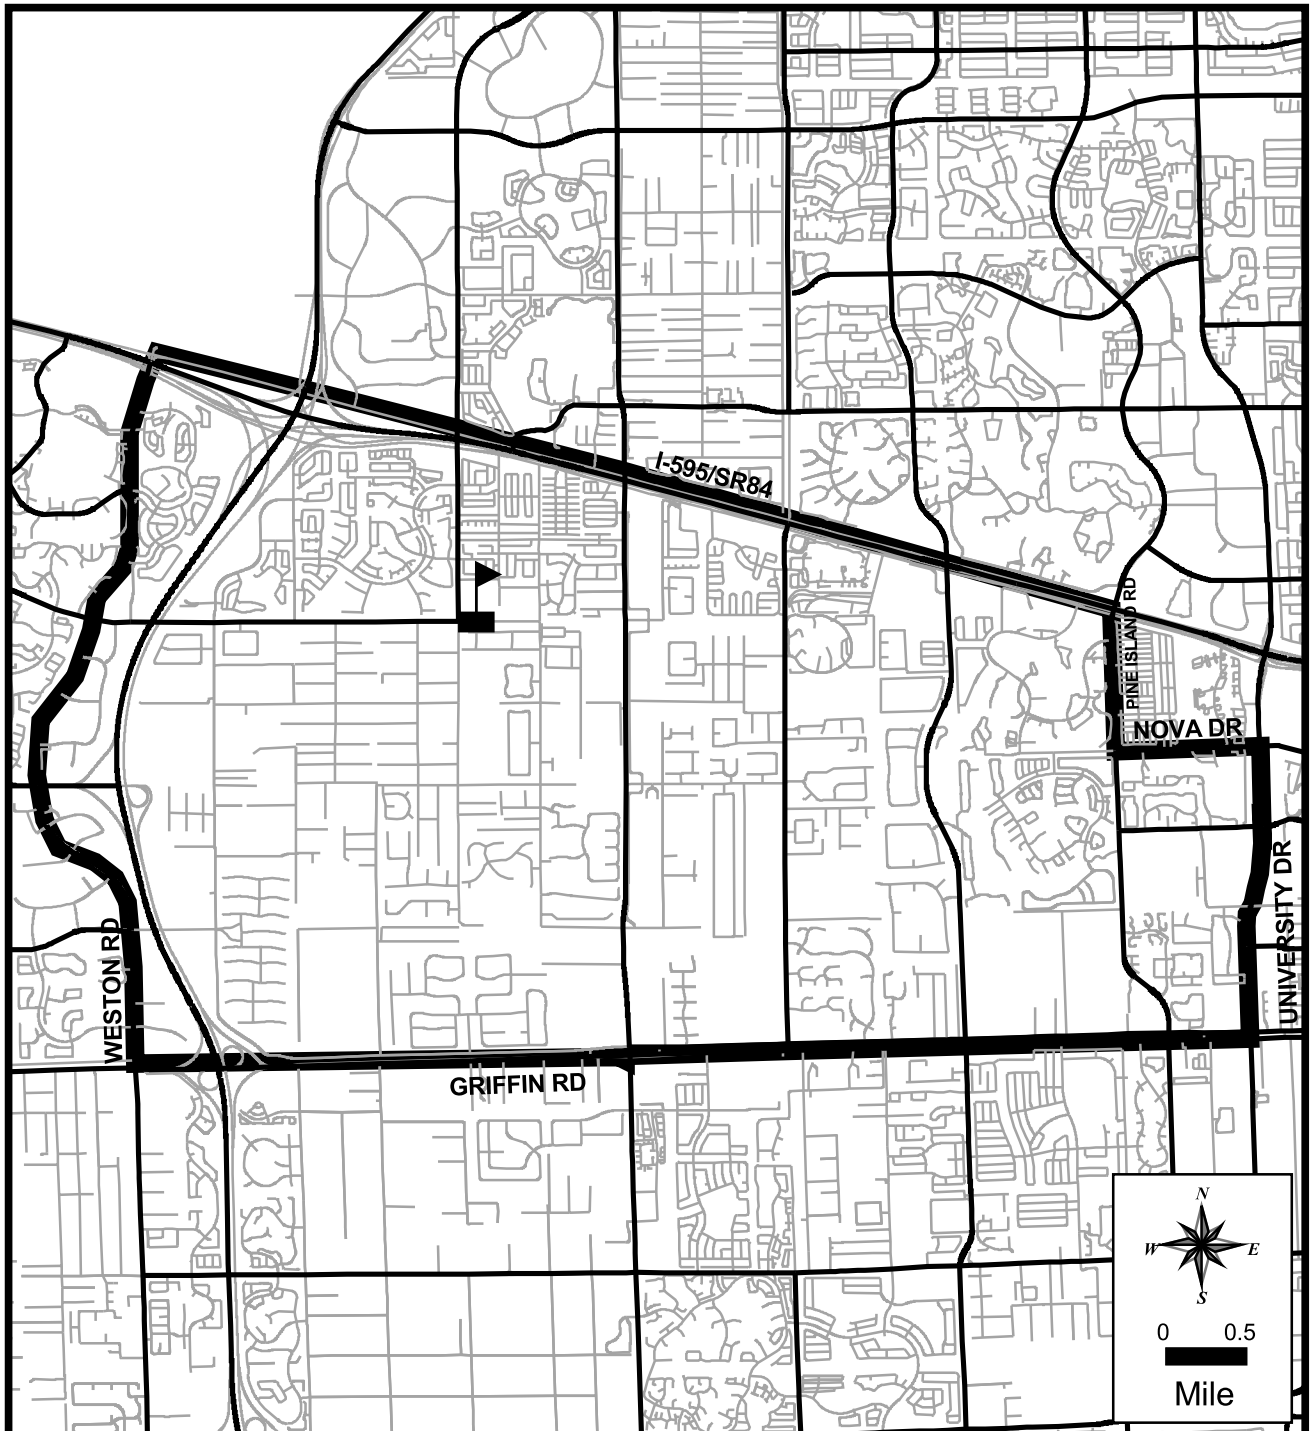 I-595/SR84
PINE ISLAND RD
NOVA DR
UNIVERSITY DR
WESTON RD
GRIFFIN RD
N
W E
S
0 0.5
Mile